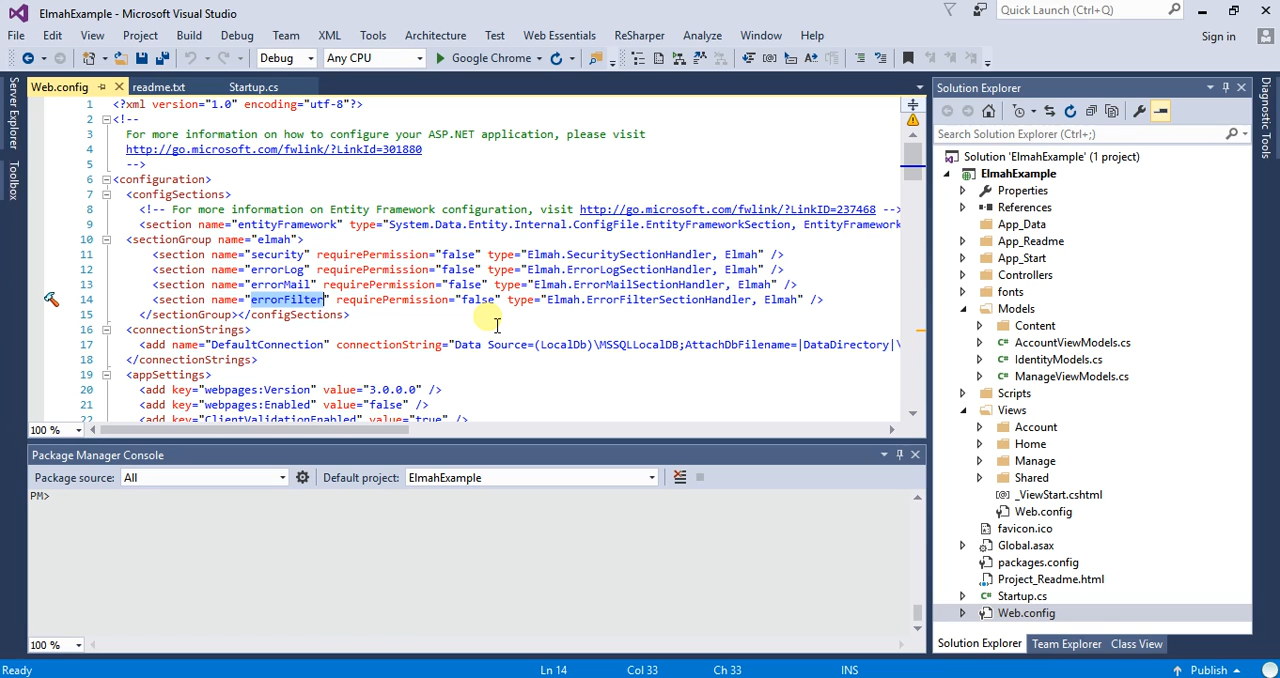 ElmahExample - Microsoft Visual Studio
Quick Launch (Ctrl+Q)
File Edit View Project Build Debug Team XML Tools Architecture Test Web Essentials ReSharper Analyze Window Help
Sign in
Debug Any CPU Google Chrome
Server Explorer
Toolbox
Web.config readme.txt Startup.cs
1 <?xml version="1.0" encoding="utf-8"?>
2 <!--
3 For more information on how to configure your ASP.NET application, please visit
4 http://go.microsoft.com/fwlink/?LinkId=301880
5 -->
6 <configuration>
7 <configSections>
8 <!-- For more information on Entity Framework configuration, visit http://go.microsoft.com/fwlink/?LinkID=237468 -->
9 <section name="entityFramework" type="System.Data.Entity.Internal.ConfigFile.EntityFrameworkSection, EntityFramework
10 <sectionGroup name="elmah">
11 <section name="security" requirePermission="false" type="Elmah.SecuritySectionHandler, Elmah" />
12 <section name="errorLog" requirePermission="false" type="Elmah.ErrorLogSectionHandler, Elmah" />
13 <section name="errorMail" requirePermission="false" type="Elmah.ErrorMailSectionHandler, Elmah" />
14 <section name="errorFilter" requirePermission="false" type="Elmah.ErrorFilterSectionHandler, Elmah" />
15 </sectionGroup></configSections>
16 <connectionStrings>
17 <add name="DefaultConnection" connectionString="Data Source=(LocalDb)\MSSQLLocalDB;AttachDbFilename=|DataDirectory|\
18 </connectionStrings>
19 <appSettings>
20 <add key="webpages:Version" value="3.0.0.0" />
21 <add key="webpages:Enabled" value="false" />
22 <add key="ClientValidationEnabled" value="true" />
100 %
Package Manager Console
Package source: All Default project: ElmahExample
PM>
100 %
Solution Explorer
Search Solution Explorer (Ctrl+;)
Solution 'ElmahExample' (1 project)
ElmahExample
Properties
References
App_Data
App_Readme
App_Start
Controllers
fonts
Models
Content
AccountViewModels.cs
IdentityModels.cs
ManageViewModels.cs
Scripts
Views
Account
Home
Manage
Shared
_ViewStart.cshtml
Web.config
favicon.ico
Global.asax
packages.config
Project_Readme.html
Startup.cs
Web.config
Solution Explorer Team Explorer Class View
Diagnostic Tools
Ready Ln 14 Col 33 Ch 33 INS Publish